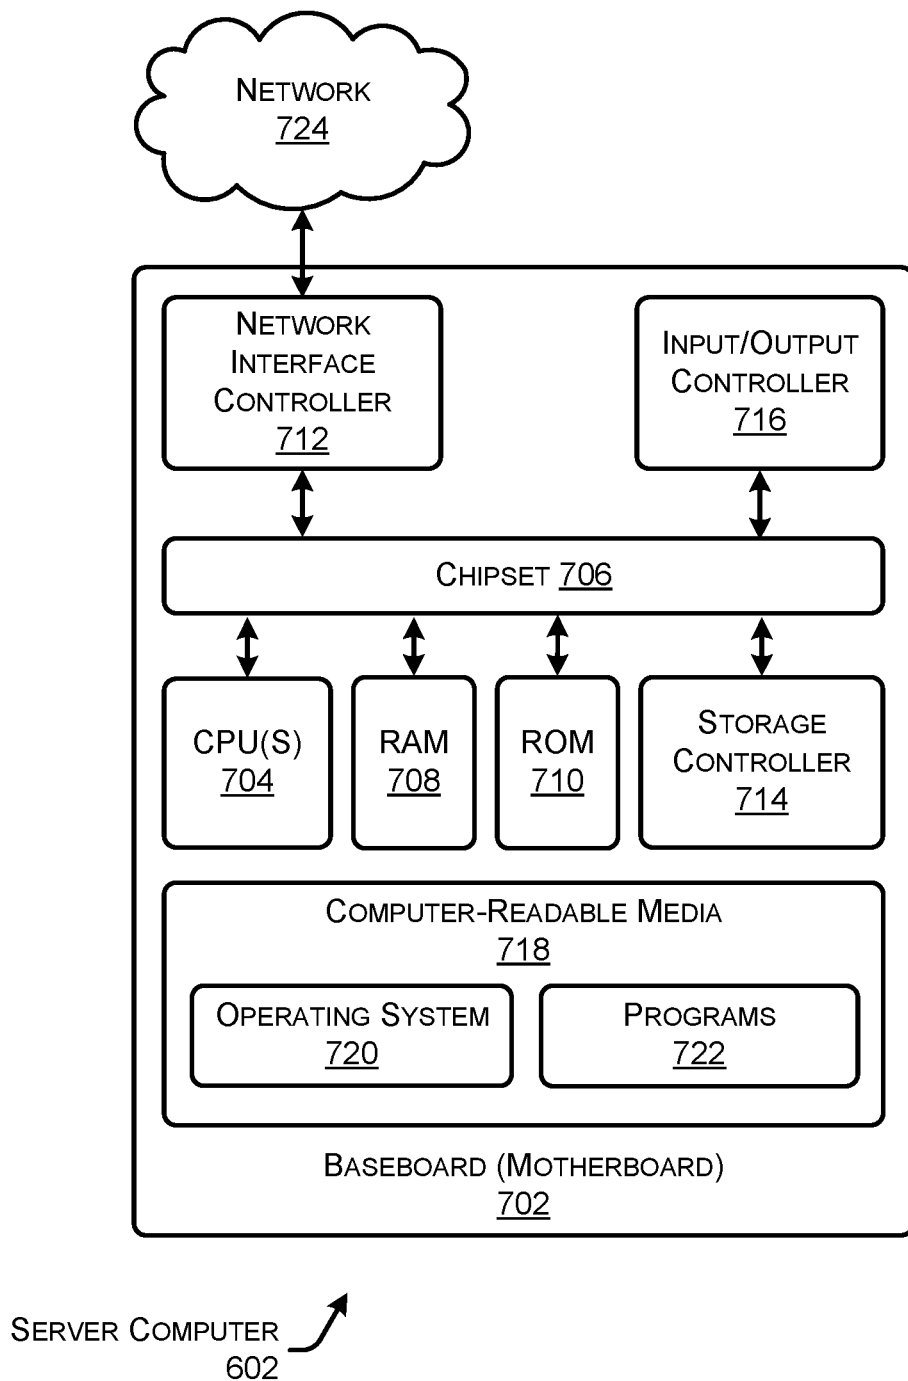 NETWORK
724
NETWORK
INTERFACE
CONTROLLER
712
INPUT/OUTPUT
CONTROLLER
716
CHIPSET 706
CPU(S)
704
RAM
708
ROM
710
STORAGE
CONTROLLER
714
COMPUTER-READABLE MEDIA
718
OPERATING SYSTEM
720
PROGRAMS
722
BASEBOARD (MOTHERBOARD)
702
SERVER COMPUTER
602